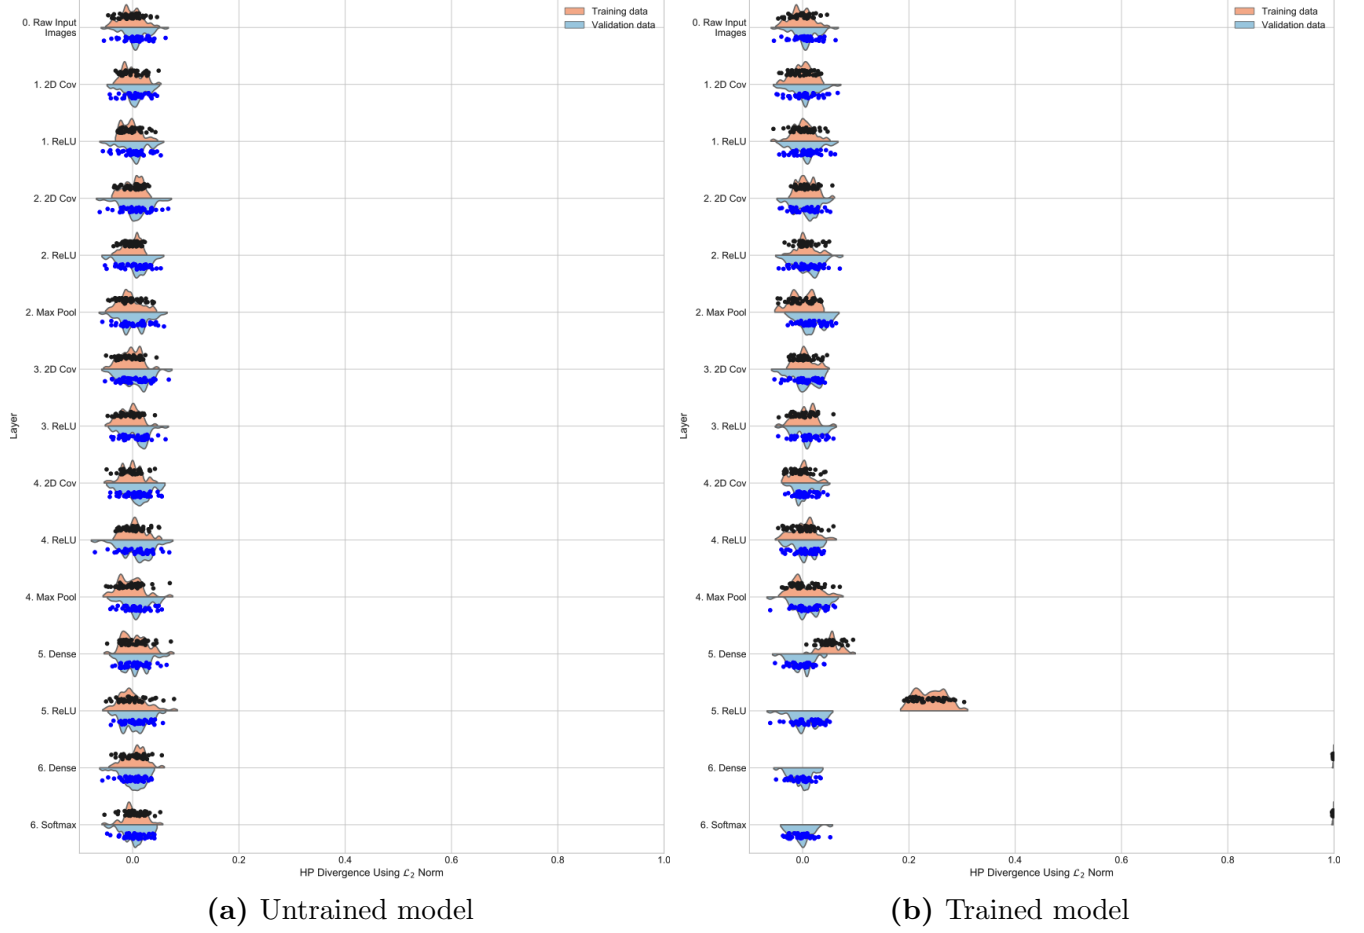 0. Raw Input
Images
1. 2D Cov
1. ReLU
2. 2D Cov
2. ReLU
2. Max Pool
3. 2D Cov
3. ReLU
4. 2D Cov
4. ReLU
4. Max Pool
5. Dense
5. ReLU
6. Dense
6. Softmax
Layer
Training data
Validation data
0.0 0.2 0.4 0.6 0.8 1.0
HP Divergence Using ℒ₂ Norm
(a) Untrained model
0. Raw Input
Images
1. 2D Cov
1. ReLU
2. 2D Cov
2. ReLU
2. Max Pool
3. 2D Cov
3. ReLU
4. 2D Cov
4. ReLU
4. Max Pool
5. Dense
5. ReLU
6. Dense
6. Softmax
Layer
Training data
Validation data
0.0 0.2 0.4 0.6 0.8 1.0
HP Divergence Using ℒ₂ Norm
(b) Trained model